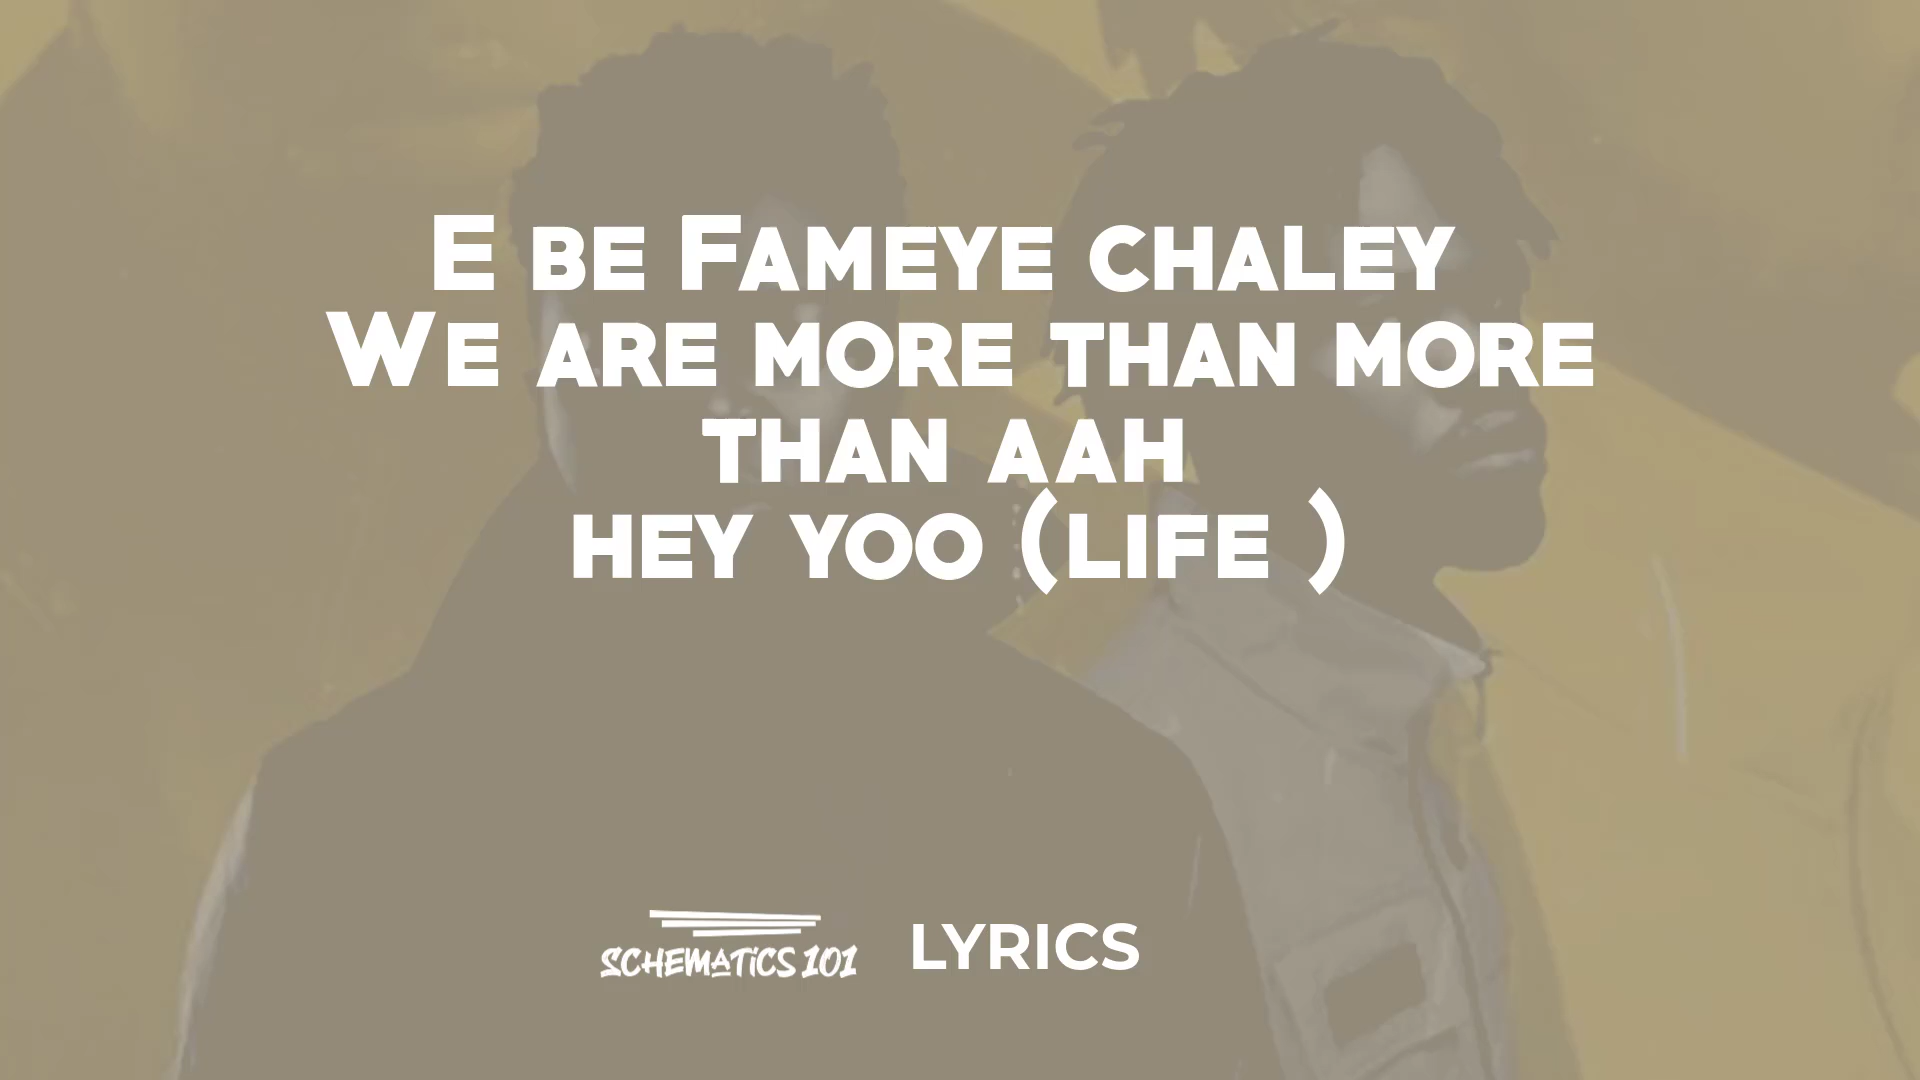 E be Fameye chaley
We are more than more
than aah
hey yoo (life )
SCHEMATICS 101 LYRICS